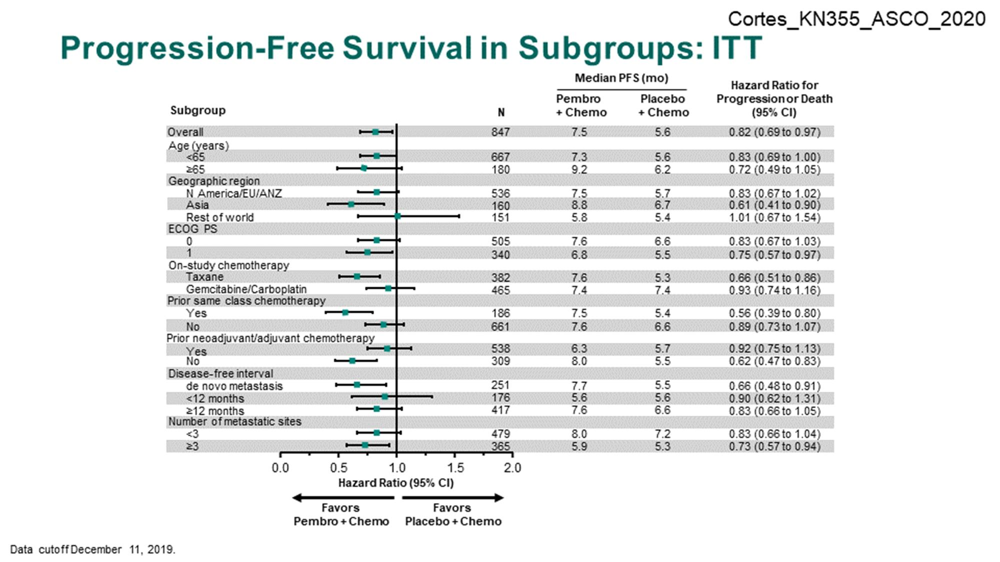 Cortes_KN355_ASCO_2020
Progression-Free Survival in Subgroups: ITT
Median PFS (mo)
Hazard Ratio for
Pembro Placebo Progression or Death
Subgroup N + Chemo + Chemo (95% CI)
Overall 847 7.5 5.6 0.82 (0.69 to 0.97)
Age (years)
<65 667 7.3 5.6 0.83 (0.69 to 1.00)
≥65 180 9.2 6.2 0.72 (0.49 to 1.05)
Geographic region
N America/EU/ANZ 536 7.5 5.7 0.83 (0.67 to 1.02)
Asia 160 8.8 6.7 0.61 (0.41 to 0.90)
Rest of world 151 5.8 5.4 1.01 (0.67 to 1.54)
ECOG PS
0 505 7.6 6.6 0.83 (0.67 to 1.03)
1 340 6.8 5.5 0.75 (0.57 to 0.97)
On-study chemotherapy
Taxane 382 7.6 5.3 0.66 (0.51 to 0.86)
Gemcitabine/Carboplatin 465 7.4 7.4 0.93 (0.74 to 1.16)
Prior same class chemotherapy
Yes 186 7.5 5.4 0.56 (0.39 to 0.80)
No 661 7.6 6.6 0.89 (0.73 to 1.07)
Prior neoadjuvant/adjuvant chemotherapy
Yes 538 6.3 5.7 0.92 (0.75 to 1.13)
No 309 8.0 5.5 0.62 (0.47 to 0.83)
Disease-free interval
de novo metastasis 251 7.7 5.5 0.66 (0.48 to 0.91)
<12 months 176 5.6 5.6 0.90 (0.62 to 1.31)
≥12 months 417 7.6 6.6 0.83 (0.66 to 1.05)
Number of metastatic sites
<3 479 8.0 7.2 0.83 (0.66 to 1.04)
≥3 365 5.9 5.3 0.73 (0.57 to 0.94)
0.0 0.5 1.0 1.5 2.0
Hazard Ratio (95% CI)
Favors Favors
Pembro + Chemo Placebo + Chemo
Data cutoff December 11, 2019.